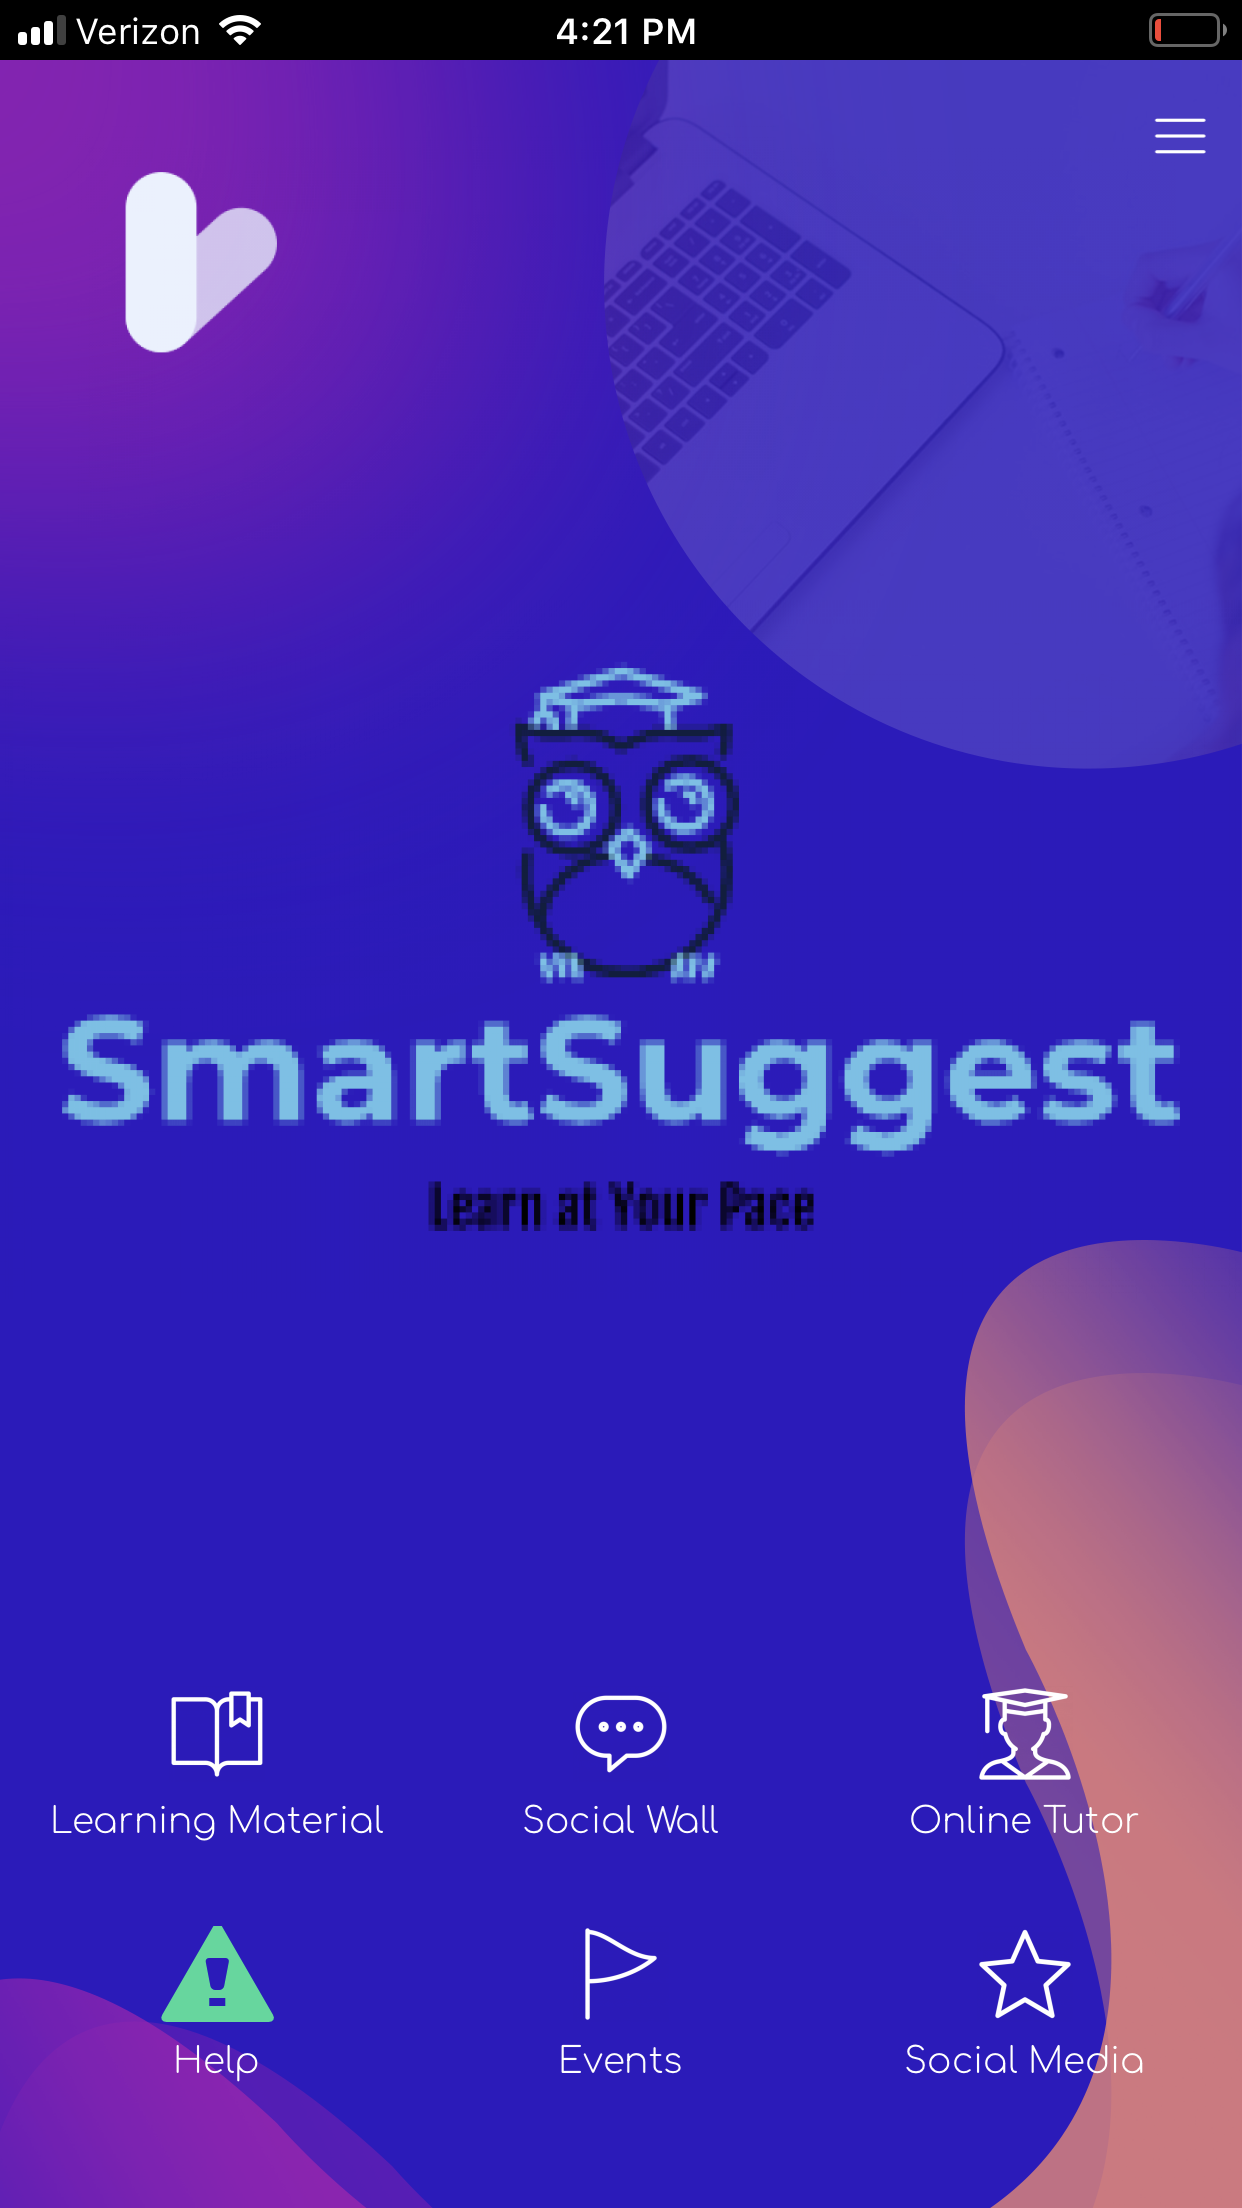 Verizon 4:21 PM
SmartSuggest
Learn at Your Pace
Learning Material Social Wall Online Tutor
Help Events Social Media